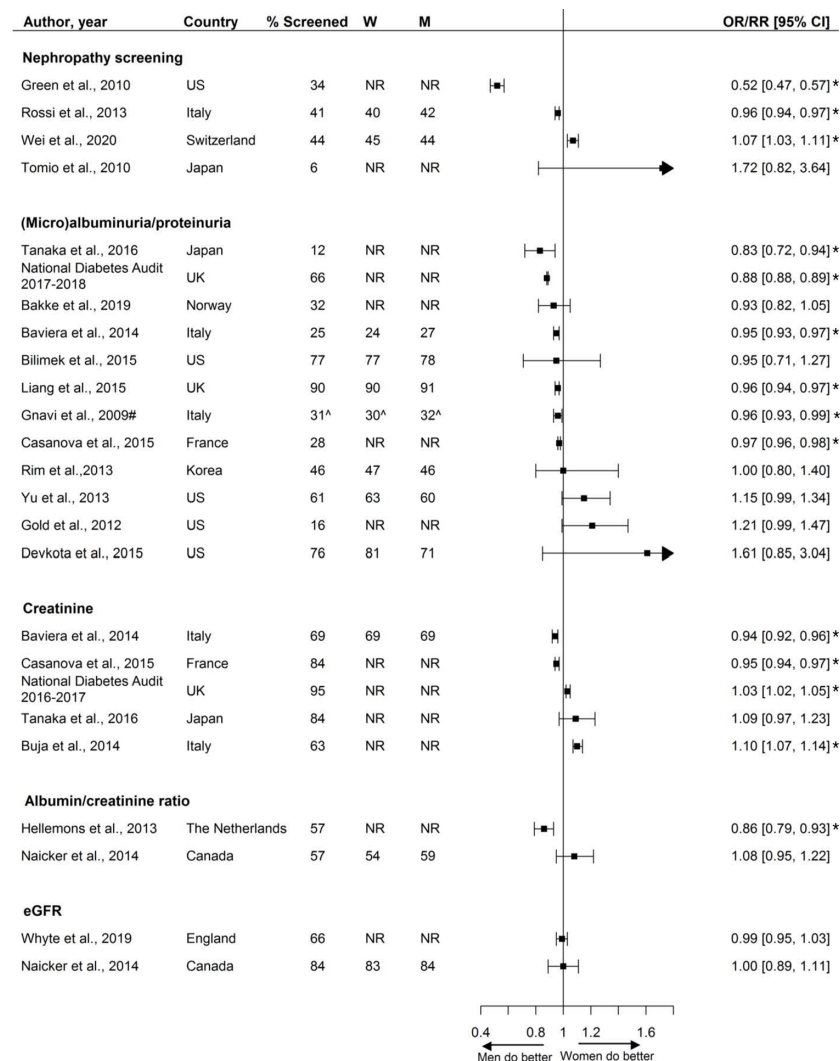 Author, year Country % Screened W M OR/RR [95% CI]
Nephropathy screening
Green et al., 2010 US 34 NR NR 0.52 [0.47, 0.57] *
Rossi et al., 2013 Italy 41 40 42 0.96 [0.94, 0.97] *
Wei et al., 2020 Switzerland 44 45 44 1.07 [1.03, 1.11] *
Tomio et al., 2010 Japan 6 NR NR 1.72 [0.82, 3.64]
(Micro)albuminuria/proteinuria
Tanaka et al., 2016 Japan 12 NR NR 0.83 [0.72, 0.94] *
National Diabetes Audit
2017-2018 UK 66 NR NR 0.88 [0.88, 0.89] *
Bakke et al., 2019 Norway 32 NR NR 0.93 [0.82, 1.05]
Baviera et al., 2014 Italy 25 24 27 0.95 [0.93, 0.97] *
Bilimek et al., 2015 US 77 77 78 0.95 [0.71, 1.27]
Liang et al., 2015 UK 90 90 91 0.96 [0.94, 0.97] *
Gnavi et al., 2009# Italy 31^ 30^ 32^ 0.96 [0.93, 0.99] *
Casanova et al., 2015 France 28 NR NR 0.97 [0.96, 0.98] *
Rim et al.,2013 Korea 46 47 46 1.00 [0.80, 1.40]
Yu et al., 2013 US 61 63 60 1.15 [0.99, 1.34]
Gold et al., 2012 US 16 NR NR 1.21 [0.99, 1.47]
Devkota et al., 2015 US 76 81 71 1.61 [0.85, 3.04]
Creatinine
Baviera et al., 2014 Italy 69 69 69 0.94 [0.92, 0.96] *
Casanova et al., 2015 France 84 NR NR 0.95 [0.94, 0.97] *
National Diabetes Audit
2016-2017 UK 95 NR NR 1.03 [1.02, 1.05] *
Tanaka et al., 2016 Japan 84 NR NR 1.09 [0.97, 1.23]
Buja et al., 2014 Italy 63 NR NR 1.10 [1.07, 1.14] *
Albumin/creatinine ratio
Hellemons et al., 2013 The Netherlands 57 NR NR 0.86 [0.79, 0.93] *
Naicker et al., 2014 Canada 57 54 59 1.08 [0.95, 1.22]
eGFR
Whyte et al., 2019 England 66 NR NR 0.99 [0.95, 1.03]
Naicker et al., 2014 Canada 84 83 84 1.00 [0.89, 1.11]
0.4 0.8 1 1.2 1.6
Men do better Women do better